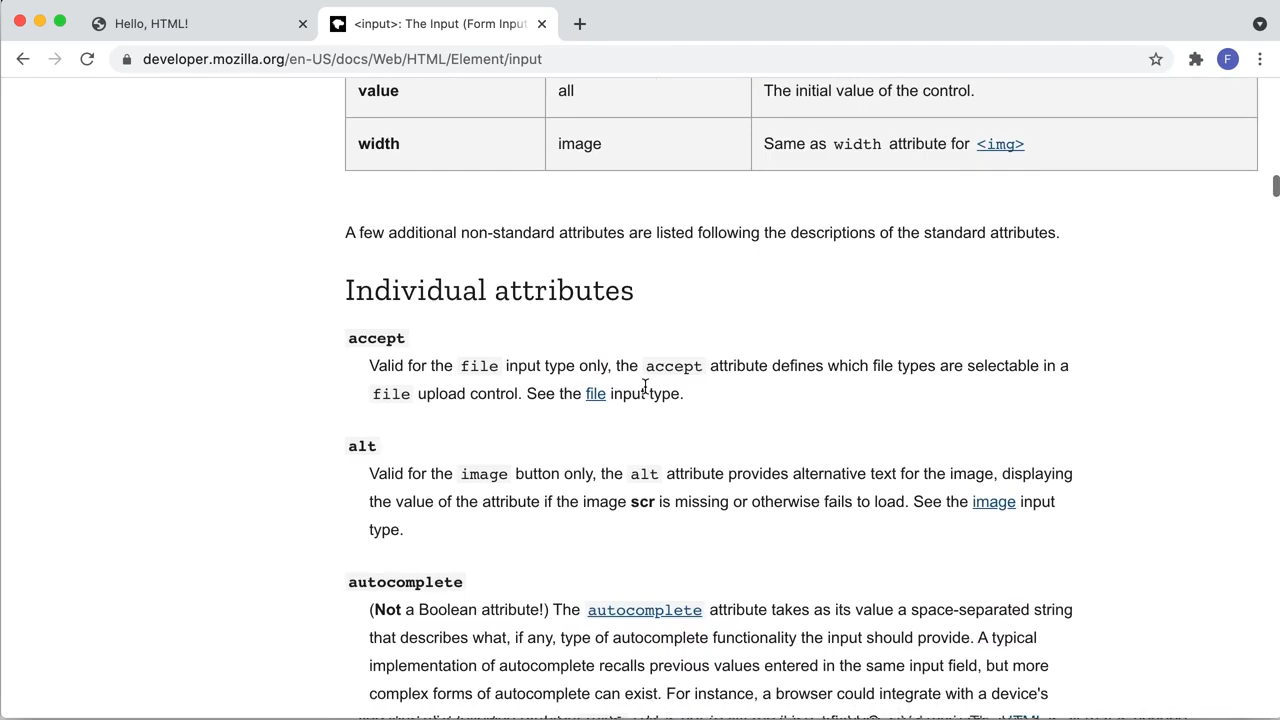 Hello, HTML!
<input>: The Input (Form Input
developer.mozilla.org/en-US/docs/Web/HTML/Element/input
F
value all The initial value of the control.
width image Same as width attribute for <img>
A few additional non-standard attributes are listed following the descriptions of the standard attributes.
Individual attributes
accept
Valid for the file input type only, the accept attribute defines which file types are selectable in a
file upload control. See the file input type.
alt
Valid for the image button only, the alt attribute provides alternative text for the image, displaying
the value of the attribute if the image scr is missing or otherwise fails to load. See the image input
type.
autocomplete
(Not a Boolean attribute!) The autocomplete attribute takes as its value a space-separated string
that describes what, if any, type of autocomplete functionality the input should provide. A typical
implementation of autocomplete recalls previous values entered in the same input field, but more
complex forms of autocomplete can exist. For instance, a browser could integrate with a device's